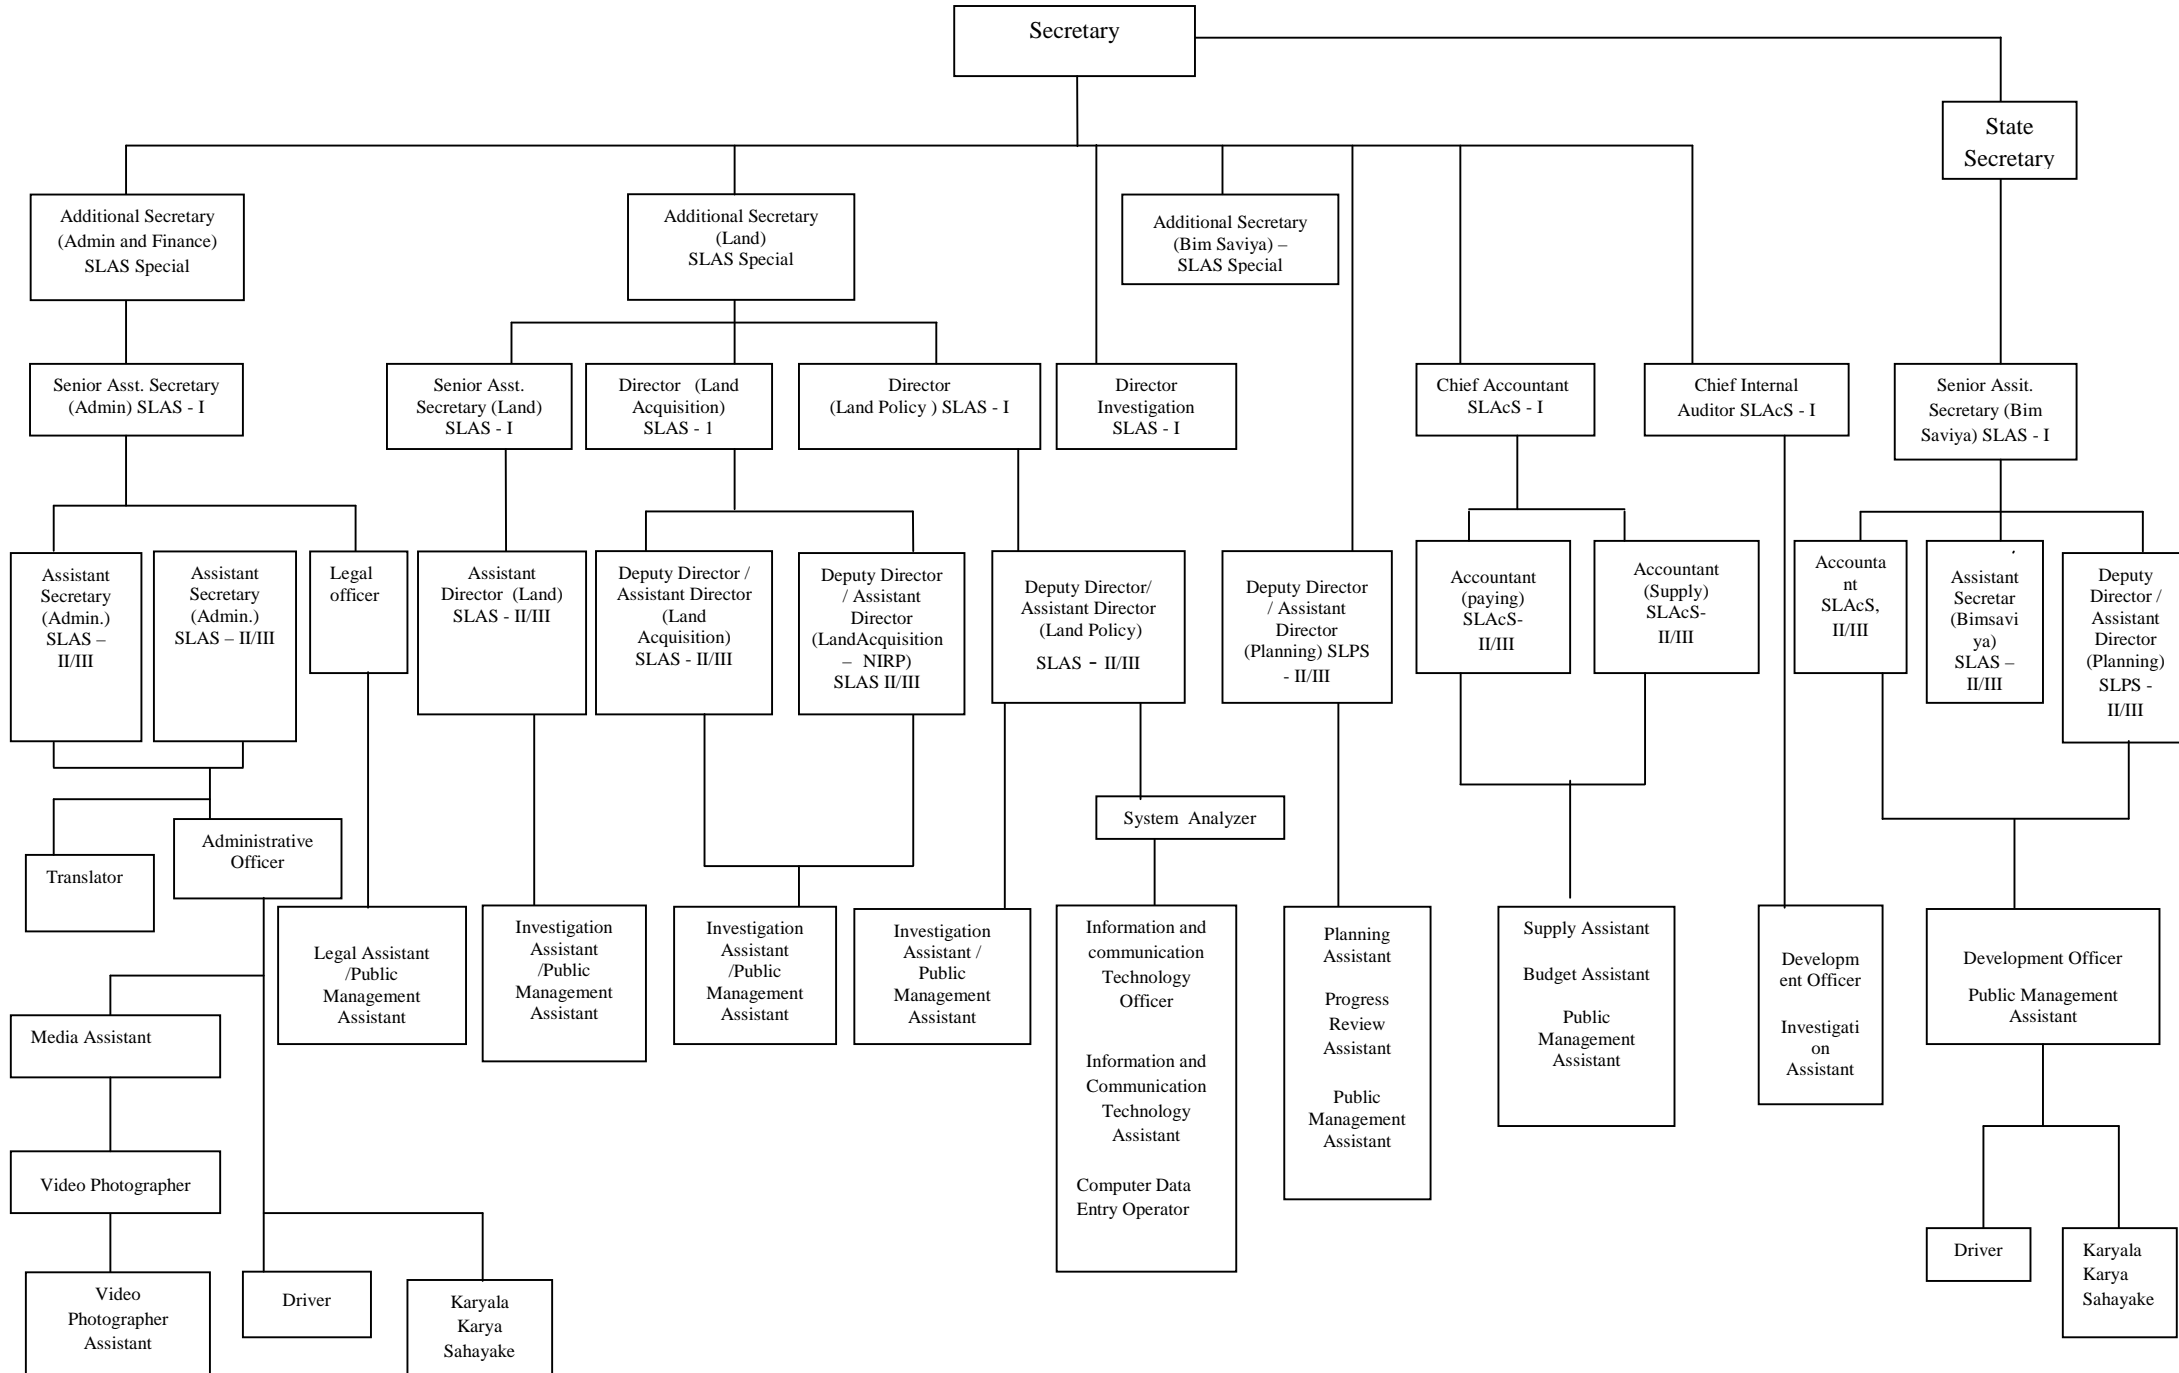 Secretary
State
Secretary
Additional Secretary
(Admin and Finance)
SLAS Special
Additional Secretary
(Land)
SLAS Special
Additional Secretary
(Bim Saviya) –
SLAS Special
Senior Asst. Secretary
(Admin) SLAS - I
Senior Asst.
Secretary (Land)
SLAS - I
Director (Land
Acquisition)
SLAS - 1
Director
(Land Policy ) SLAS - I
Director
Investigation
SLAS - I
Chief Accountant
SLAcS - I
Chief Internal
Auditor SLAcS - I
Senior Assit.
Secretary (Bim
Saviya) SLAS - I
Assistant
Secretary
(Admin.)
SLAS –
II/III
Assistant
Secretary
(Admin.)
SLAS – II/III
Legal
officer
Assistant
Director (Land)
SLAS - II/III
Deputy Director /
Assistant Director
(Land
Acquisition)
SLAS - II/III
Deputy Director
/ Assistant
Director
(LandAcquisition
– NIRP)
SLAS II/III
Deputy Director/
Assistant Director
(Land Policy)
SLAS - II/III
Deputy Director
/ Assistant
Director
(Planning) SLPS
- II/III
Accountant
(paying)
SLAcS-
II/III
Accountant
(Supply)
SLAcS-
II/III
Accounta
nt
SLAcS,
II/III
Assistant
Secretar
(Bimsavi
ya)
SLAS –
II/III
Deputy
Director /
Assistant
Director
(Planning)
SLPS -
II/III
System Analyzer
Administrative
Officer
Translator
Legal Assistant
/Public
Management
Assistant
Investigation
Assistant
/Public
Management
Assistant
Investigation
Assistant
/Public
Management
Assistant
Investigation
Assistant /
Public
Management
Assistant
Information and
communication
Technology
Officer
Information and
Communication
Technology
Assistant
Computer Data
Entry Operator
Planning
Assistant
Progress
Review
Assistant
Public
Management
Assistant
Supply Assistant
Budget Assistant
Public
Management
Assistant
Developm
ent Officer
Investigati
on
Assistant
Development Officer
Public Management
Assistant
Media Assistant
Video Photographer
Video
Photographer
Assistant
Driver
Karyala
Karya
Sahayake
Driver
Karyala
Karya
Sahayake